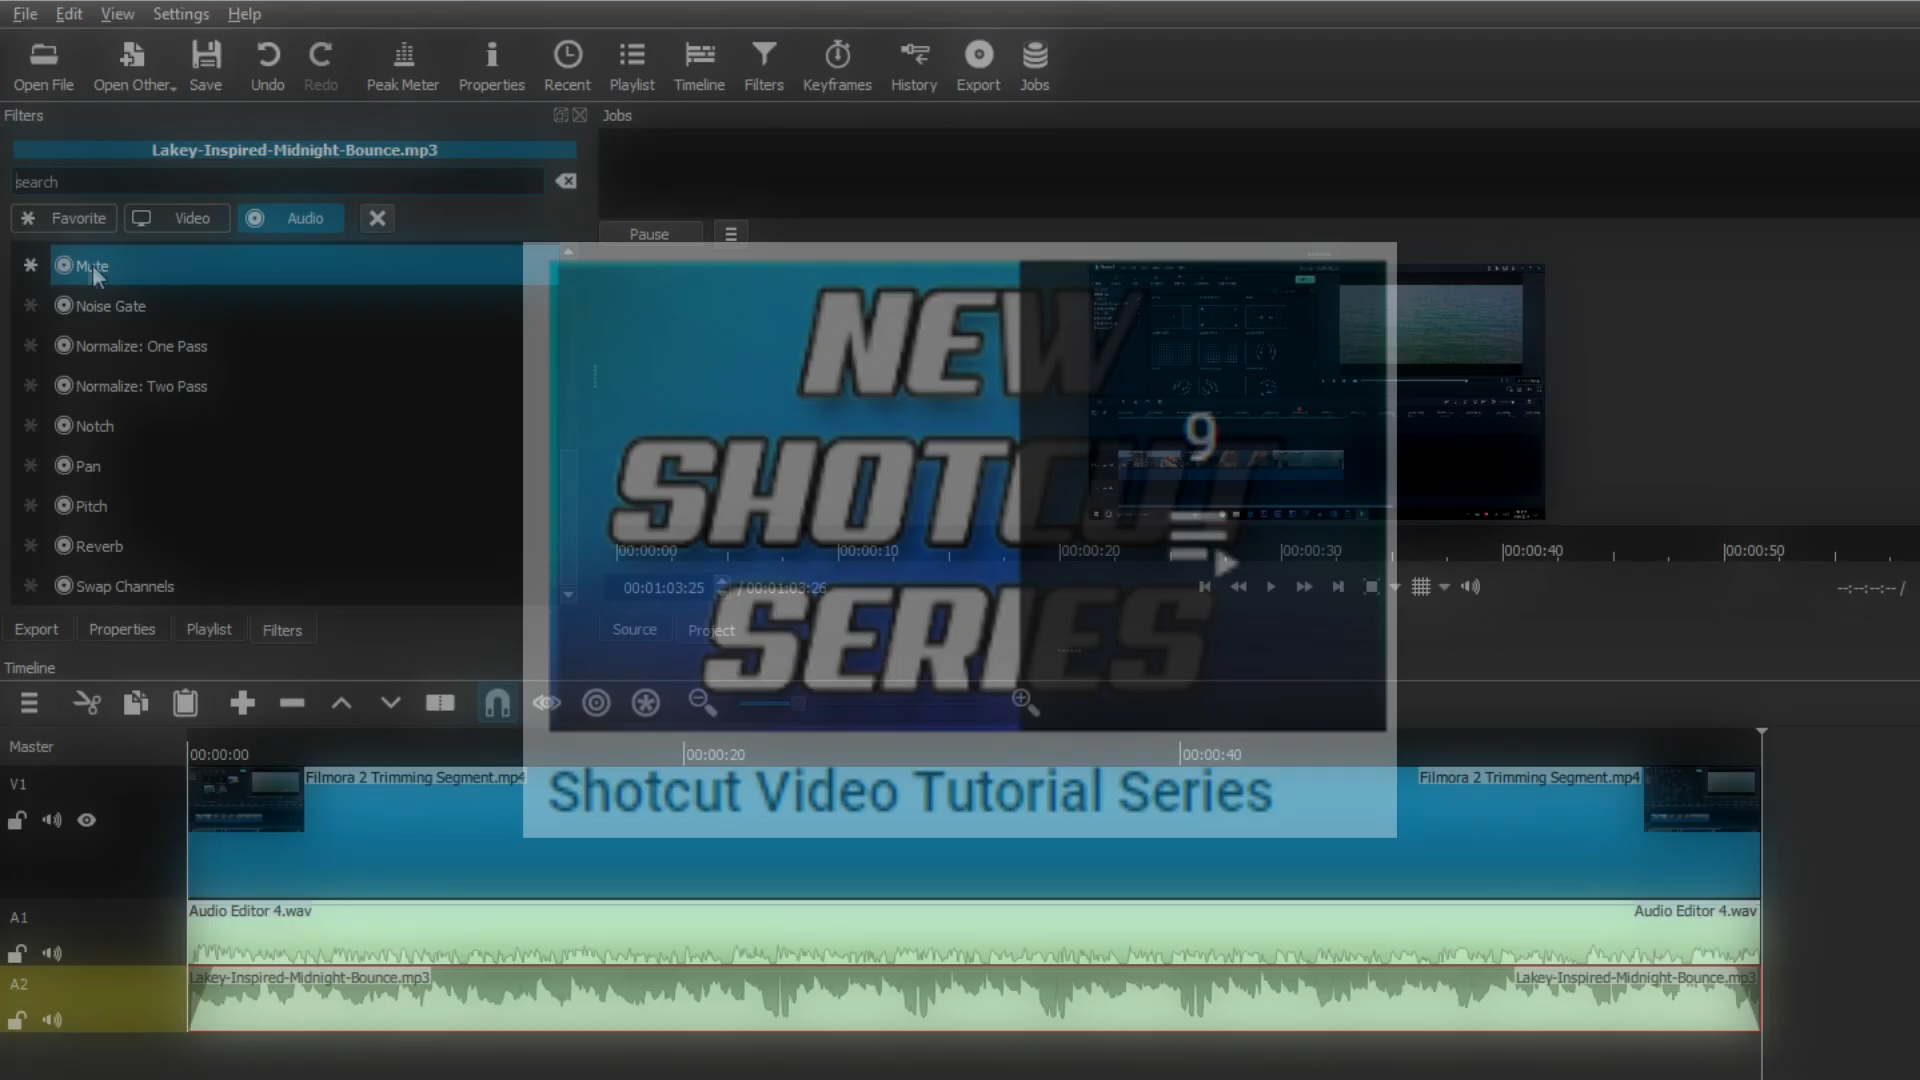 File Edit View Settings Help
Open File Open Other Save Undo Redo Peak Meter Properties Recent Playlist Timeline Filters Keyframes History Export Jobs
Filters
Jobs
Lakey-Inspired-Midnight-Bounce.mp3
search
Favorite Video Audio
Pause
Mute
Noise Gate
Normalize: One Pass
Normalize: Two Pass
Notch
Pan
Pitch
Reverb
Swap Channels
NEW
SHOTCUT
SERIES
9
00:00:00 00:00:10 00:00:20 00:00:30 00:00:40 00:00:50
00:01:03:25 / 00:01:03:26
--:--:--:-- /
Source Project
Export Properties Playlist Filters
Timeline
Master
00:00:00 00:00:20 00:00:40
V1
Filmora 2 Trimming Segment.mp4
Filmora 2 Trimming Segment.mp4
Shotcut Video Tutorial Series
A1
Audio Editor 4.wav
Audio Editor 4.wav
A2
Lakey-Inspired-Midnight-Bounce.mp3
Lakey-Inspired-Midnight-Bounce.mp3